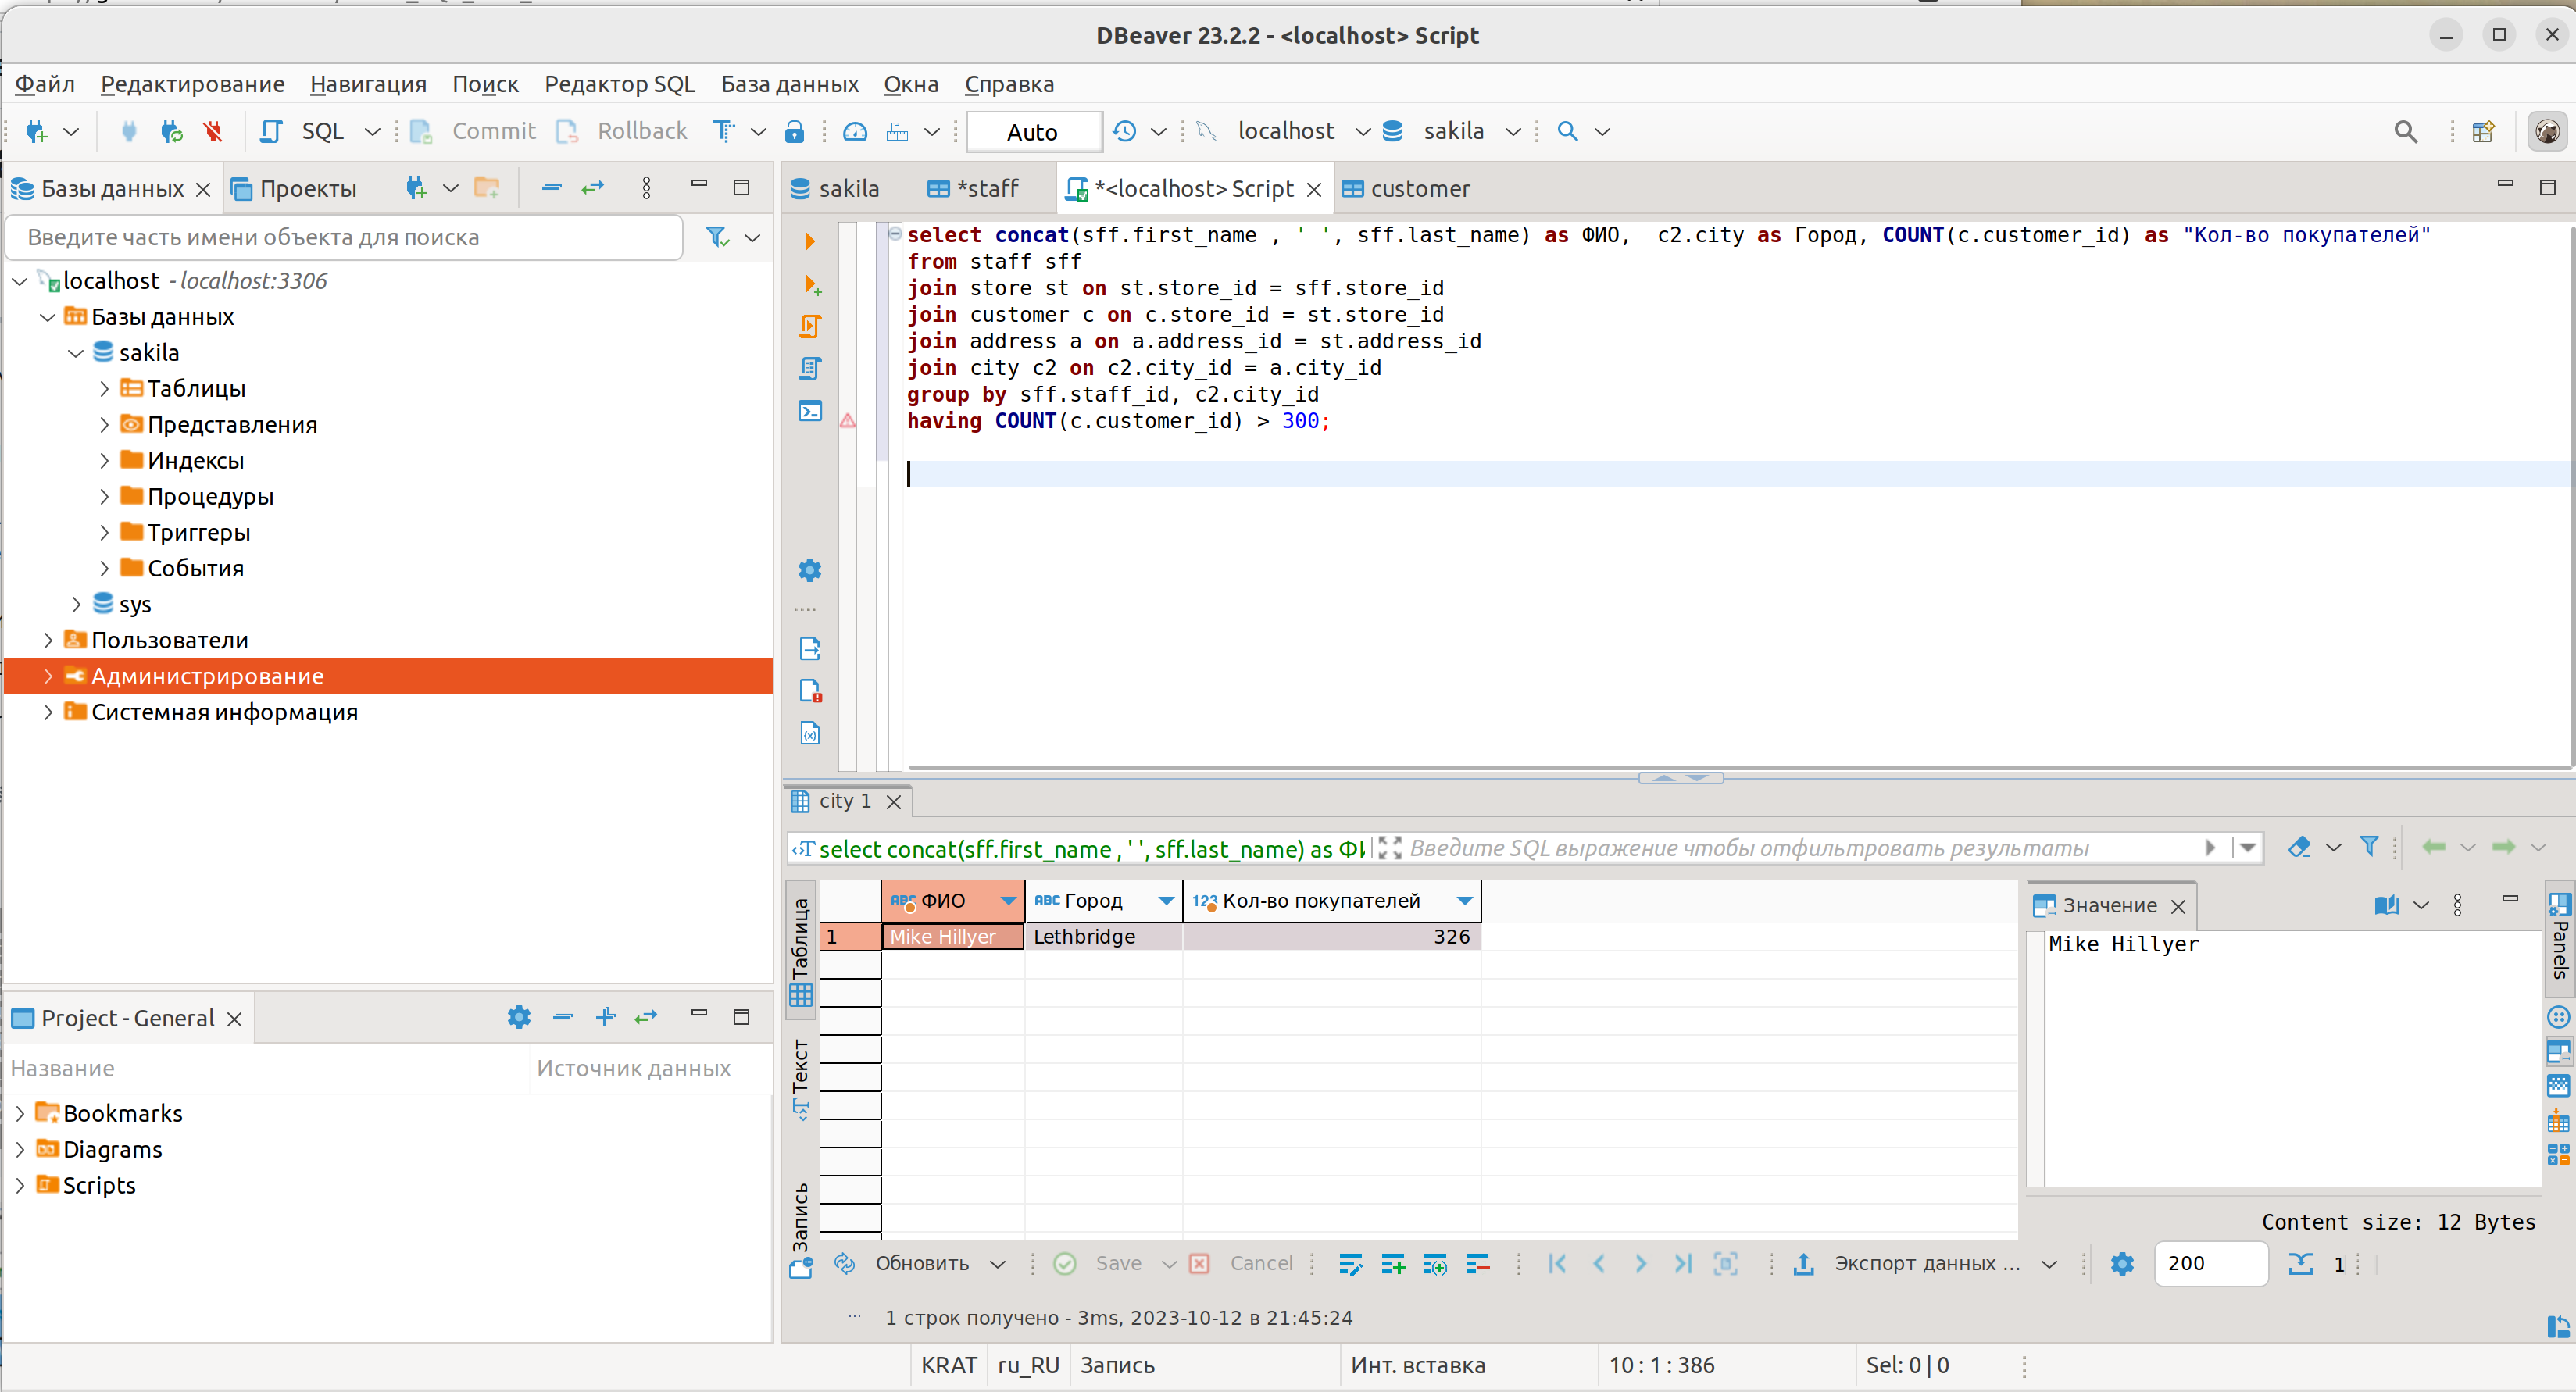 DBeaver 23.2.2 - <localhost> Script
Файл Редактирование Навигация Поиск Редактор SQL База данных Окна Справка
SQL Commit Rollback Auto localhost sakila
Базы данных Проекты
Введите часть имени объекта для поиска
localhost - localhost:3306
Базы данных
sakila
Таблицы
Представления
Индексы
Процедуры
Триггеры
События
sys
Пользователи
Администрирование
Системная информация
Project - General
Название Источник данных
Bookmarks
Diagrams
Scripts
sakila *staff *<localhost> Script customer
select concat(sff.first_name , ' ', sff.last_name) as ФИО,  c2.city as Город, COUNT(c.customer_id) as "Кол-во покупателей"
from staff sff
join store st on st.store_id = sff.store_id
join customer c on c.store_id = st.store_id
join address a on a.address_id = st.address_id
join city c2 on c2.city_id = a.city_id
group by sff.staff_id, c2.city_id
having COUNT(c.customer_id) > 300;
city 1
select concat(sff.first_name , ' ', sff.last_name) as ФИ Введите SQL выражение чтобы отфильтровать результаты
Таблица
Текст
Запись
ABC ФИО ABC Город 123 Кол-во покупателей
1 Mike Hillyer Lethbridge 326
Значение
Mike Hillyer
Content size: 12 Bytes
Panels
Обновить Save Cancel Экспорт данных ... 200 1
... 1 строк получено - 3ms, 2023-10-12 в 21:45:24
KRAT ru_RU Запись Инт. вставка 10 : 1 : 386 Sel: 0 | 0